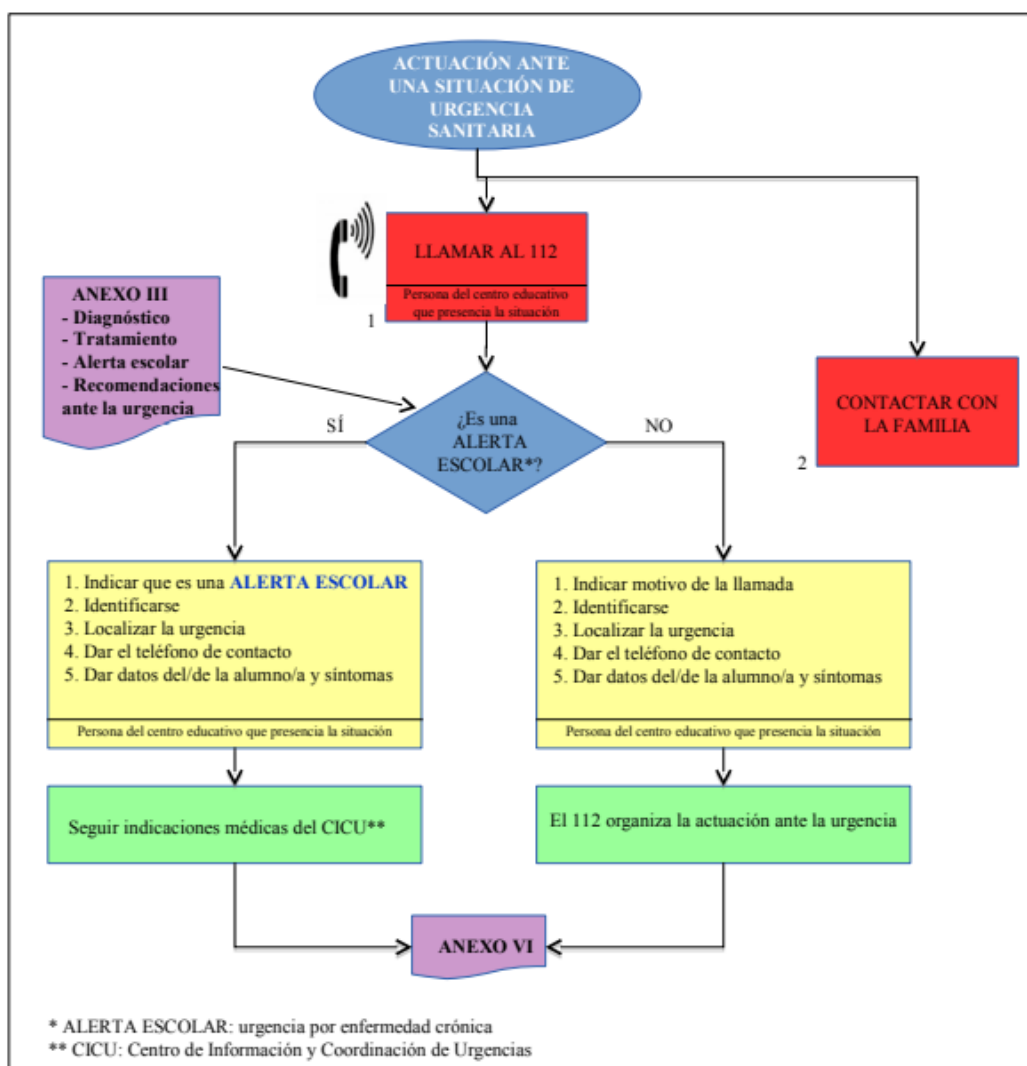 ACTUACIÓN ANTE
UNA SITUACIÓN DE
URGENCIA
SANITARIA
LLAMAR AL 112
Persona del centro educativo
que presencia la situación
1
ANEXO III
- Diagnóstico
- Tratamiento
- Alerta escolar
- Recomendaciones
ante la urgencia
CONTACTAR CON
LA FAMILIA
2
¿Es una
ALERTA
ESCOLAR*?
SÍ
NO
1. Indicar que es una ALERTA ESCOLAR
2. Identificarse
3. Localizar la urgencia
4. Dar el teléfono de contacto
5. Dar datos del/de la alumno/a y síntomas
Persona del centro educativo que presencia la situación
1. Indicar motivo de la llamada
2. Identificarse
3. Localizar la urgencia
4. Dar el teléfono de contacto
5. Dar datos del/de la alumno/a y síntomas
Persona del centro educativo que presencia la situación
Seguir indicaciones médicas del CICU**
El 112 organiza la actuación ante la urgencia
ANEXO VI
* ALERTA ESCOLAR: urgencia por enfermedad crónica
** CICU: Centro de Información y Coordinación de Urgencias